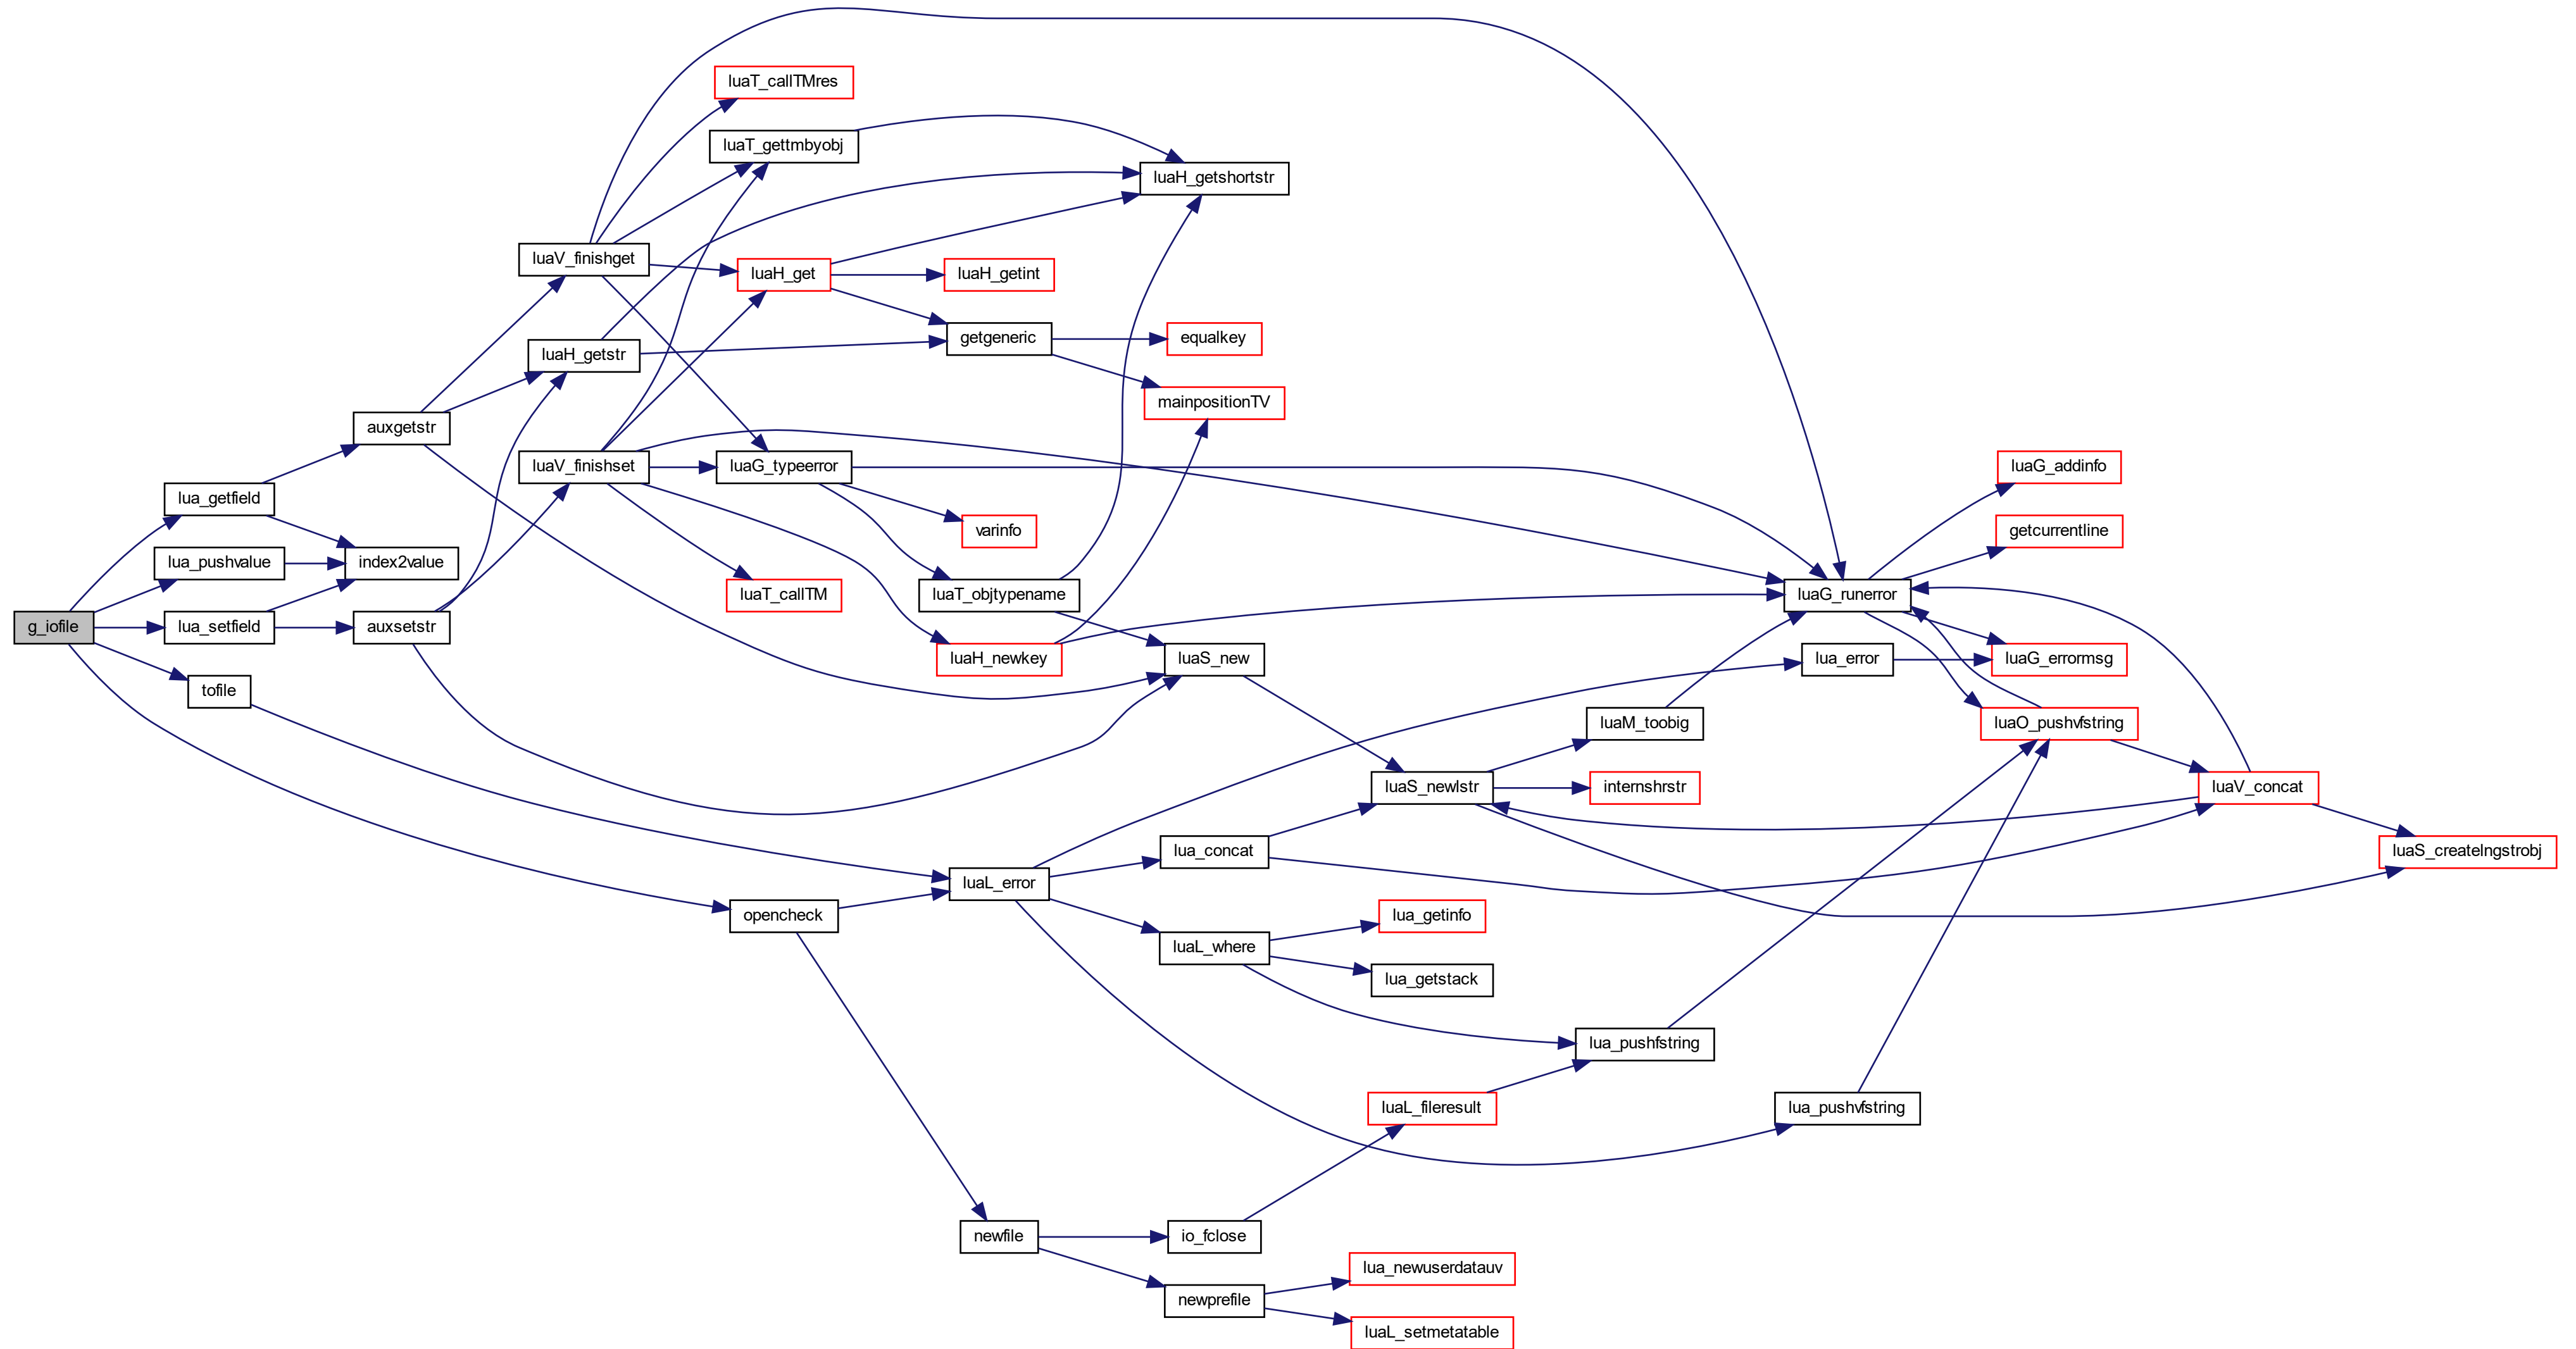 g_iofile
lua_getfield
lua_pushvalue
lua_setfield
tofile
auxgetstr
index2value
auxsetstr
luaV_finishget
luaH_getstr
luaV_finishset
luaT_callTMres
luaT_gettmbyobj
luaH_get
luaG_typeerror
luaT_callTM
opencheck
luaH_getint
getgeneric
varinfo
luaT_objtypename
luaH_newkey
luaL_error
newfile
luaH_getshortstr
equalkey
mainpositionTV
luaS_new
lua_concat
luaL_where
io_fclose
newprefile
luaS_newlstr
lua_getinfo
lua_getstack
luaL_fileresult
lua_newuserdatauv
luaL_setmetatable
luaM_toobig
internshrstr
lua_pushfstring
luaG_runerror
lua_error
lua_pushvfstring
luaG_addinfo
getcurrentline
luaG_errormsg
luaO_pushvfstring
luaV_concat
luaS_createlngstrobj